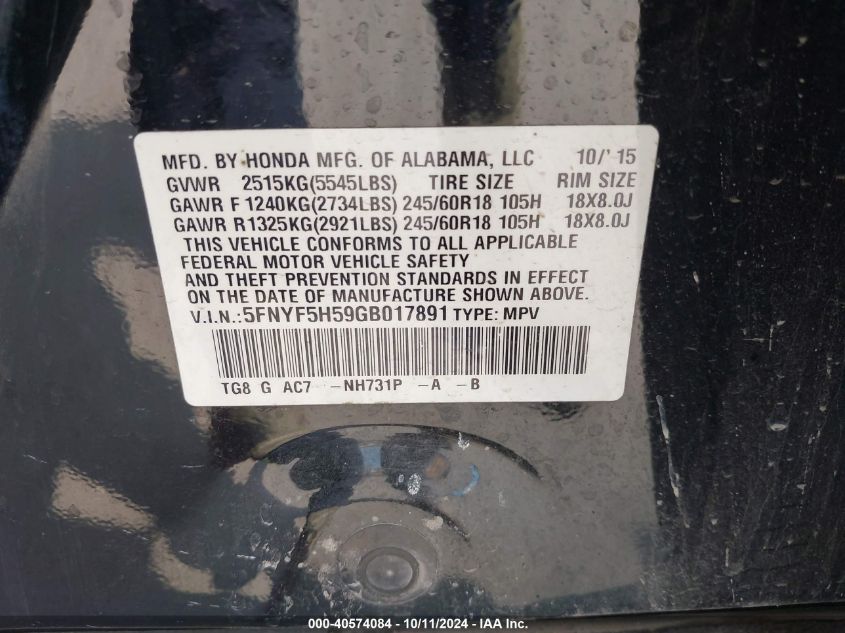 MFD. BY HONDA MFG. OF ALABAMA, LLC 10/'15
GVWR 2515KG(5545LBS) TIRE SIZE RIM SIZE
GAWR F 1240KG(2734LBS) 245/60R18 105H 18X8.0J
GAWR R 1325KG(2921LBS) 245/60R18 105H 18X8.0J
THIS VEHICLE CONFORMS TO ALL APPLICABLE
FEDERAL MOTOR VEHICLE SAFETY
AND THEFT PREVENTION STANDARDS IN EFFECT
ON THE DATE OF MANUFACTURE SHOWN ABOVE.
V.I.N.: 5FNYF5H59GB017891 TYPE: MPV
TG8 G AC7 -NH731P -A -B
000-40574084 - 10/11/2024 - IAA Inc.